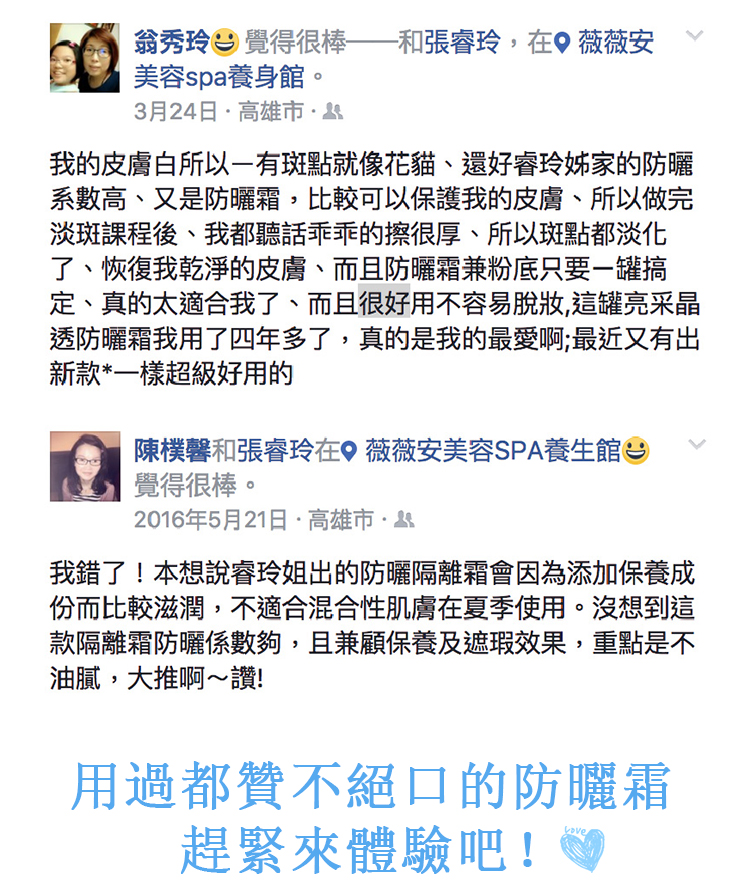 翁秀玲 覺得很棒——和張睿玲，在 薇薇安
美容spa養身館。
3月24日 · 高雄市 ·
我的皮膚白所以ㄧ有斑點就像花貓、還好睿玲姊家的防曬
系數高、又是防曬霜，比較可以保護我的皮膚、所以做完
淡斑課程後、我都聽話乖乖的擦很厚、所以斑點都淡化
了、恢復我乾淨的皮膚、而且防曬霜兼粉底只要ㄧ罐搞
定、真的太適合我了、而且很好用不容易脫妝,這罐亮采晶
透防曬霜我用了四年多了，真的是我的最愛啊;最近又有出
新款*一樣超級好用的
陳樸馨和張睿玲在 薇薇安美容SPA養生館
覺得很棒。
2016年5月21日 · 高雄市 ·
我錯了！本想說睿玲姐出的防曬隔離霜會因為添加保養成
份而比較滋潤，不適合混合性肌膚在夏季使用。沒想到這
款隔離霜防曬係數夠，且兼顧保養及遮瑕效果，重點是不
油膩，大推啊～讚!
用過都贊不絕口的防曬霜
趕緊來體驗吧！
Love